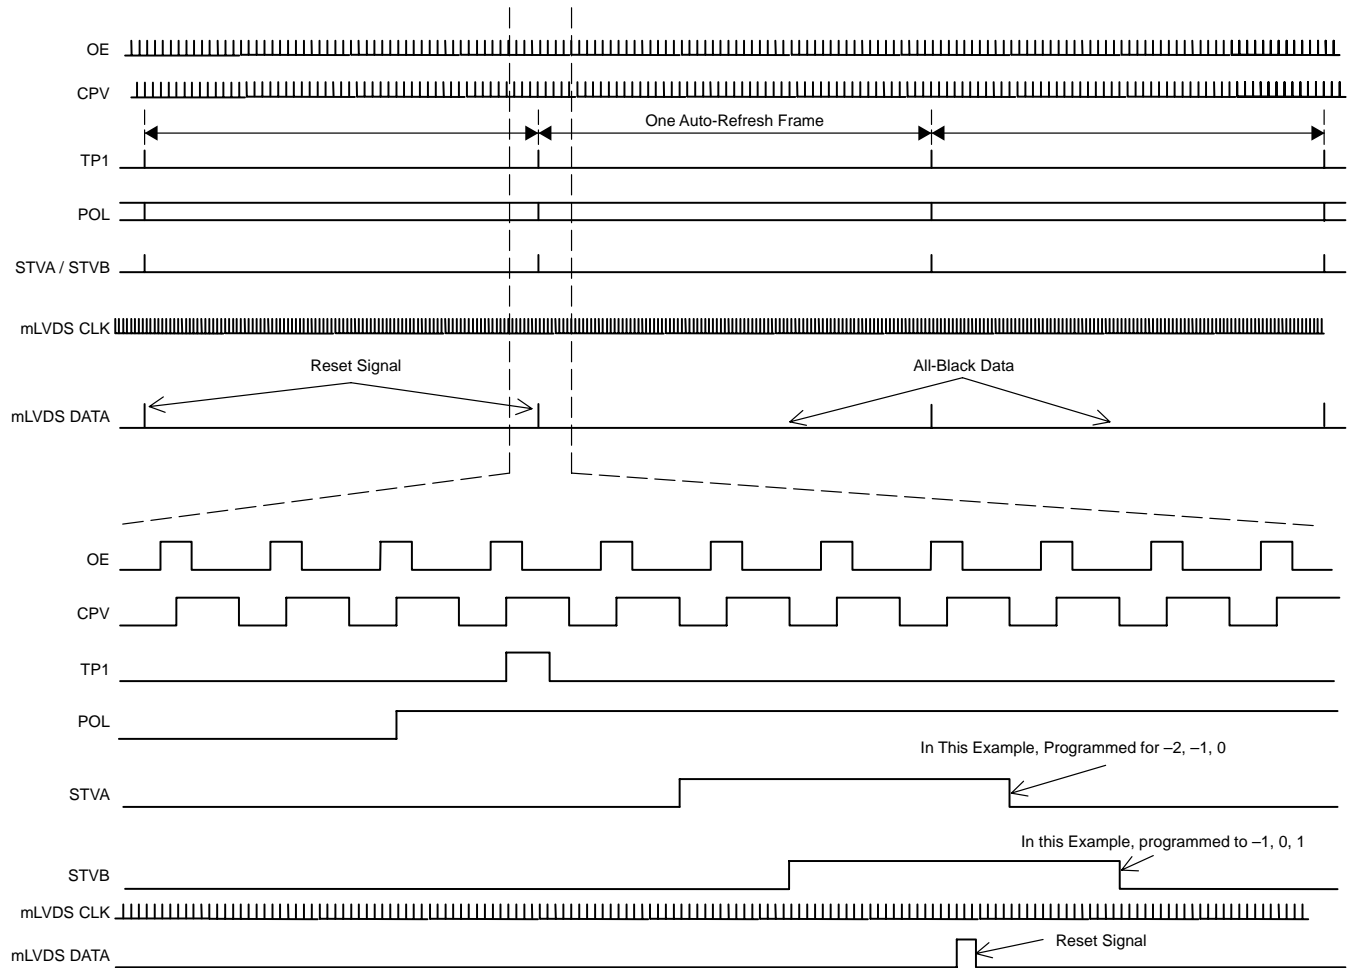 OE
CPV
One Auto-Refresh Frame
TP1
POL
STVA / STVB
mLVDS CLK
Reset Signal
All-Black Data
mLVDS DATA
OE
CPV
TP1
POL
In This Example, Programmed for –2, –1, 0
STVA
In this Example, programmed to –1, 0, 1
STVB
mLVDS CLK
Reset Signal
mLVDS DATA